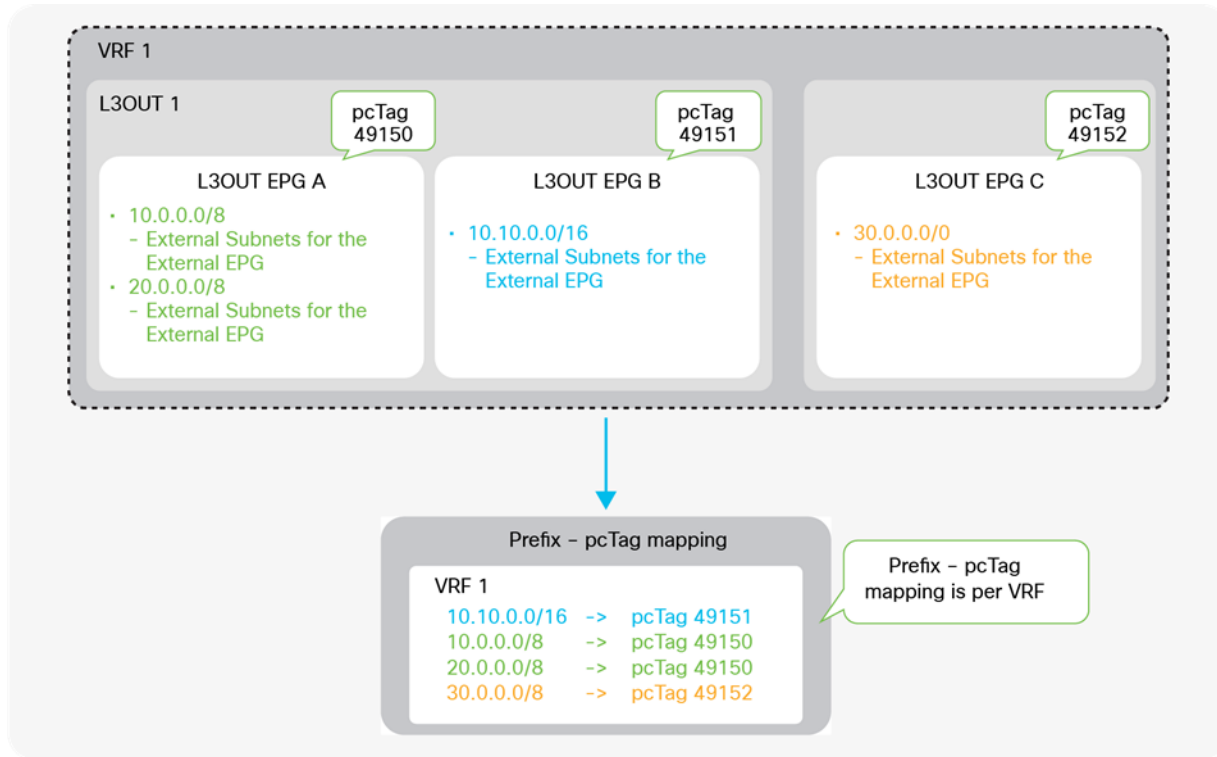 VRF 1
L3OUT 1
pcTag
49150
L3OUT EPG A
• 10.0.0.0/8
– External Subnets for the
External EPG
• 20.0.0.0/8
– External Subnets for the
External EPG
pcTag
49151
L3OUT EPG B
• 10.10.0.0/16
– External Subnets for the
External EPG
pcTag
49152
L3OUT EPG C
• 30.0.0.0/0
– External Subnets for the
External EPG
Prefix – pcTag mapping
VRF 1
10.10.0.0/16 -> pcTag 49151
10.0.0.0/8 -> pcTag 49150
20.0.0.0/8 -> pcTag 49150
30.0.0.0/8 -> pcTag 49152
Prefix – pcTag
mapping is per VRF